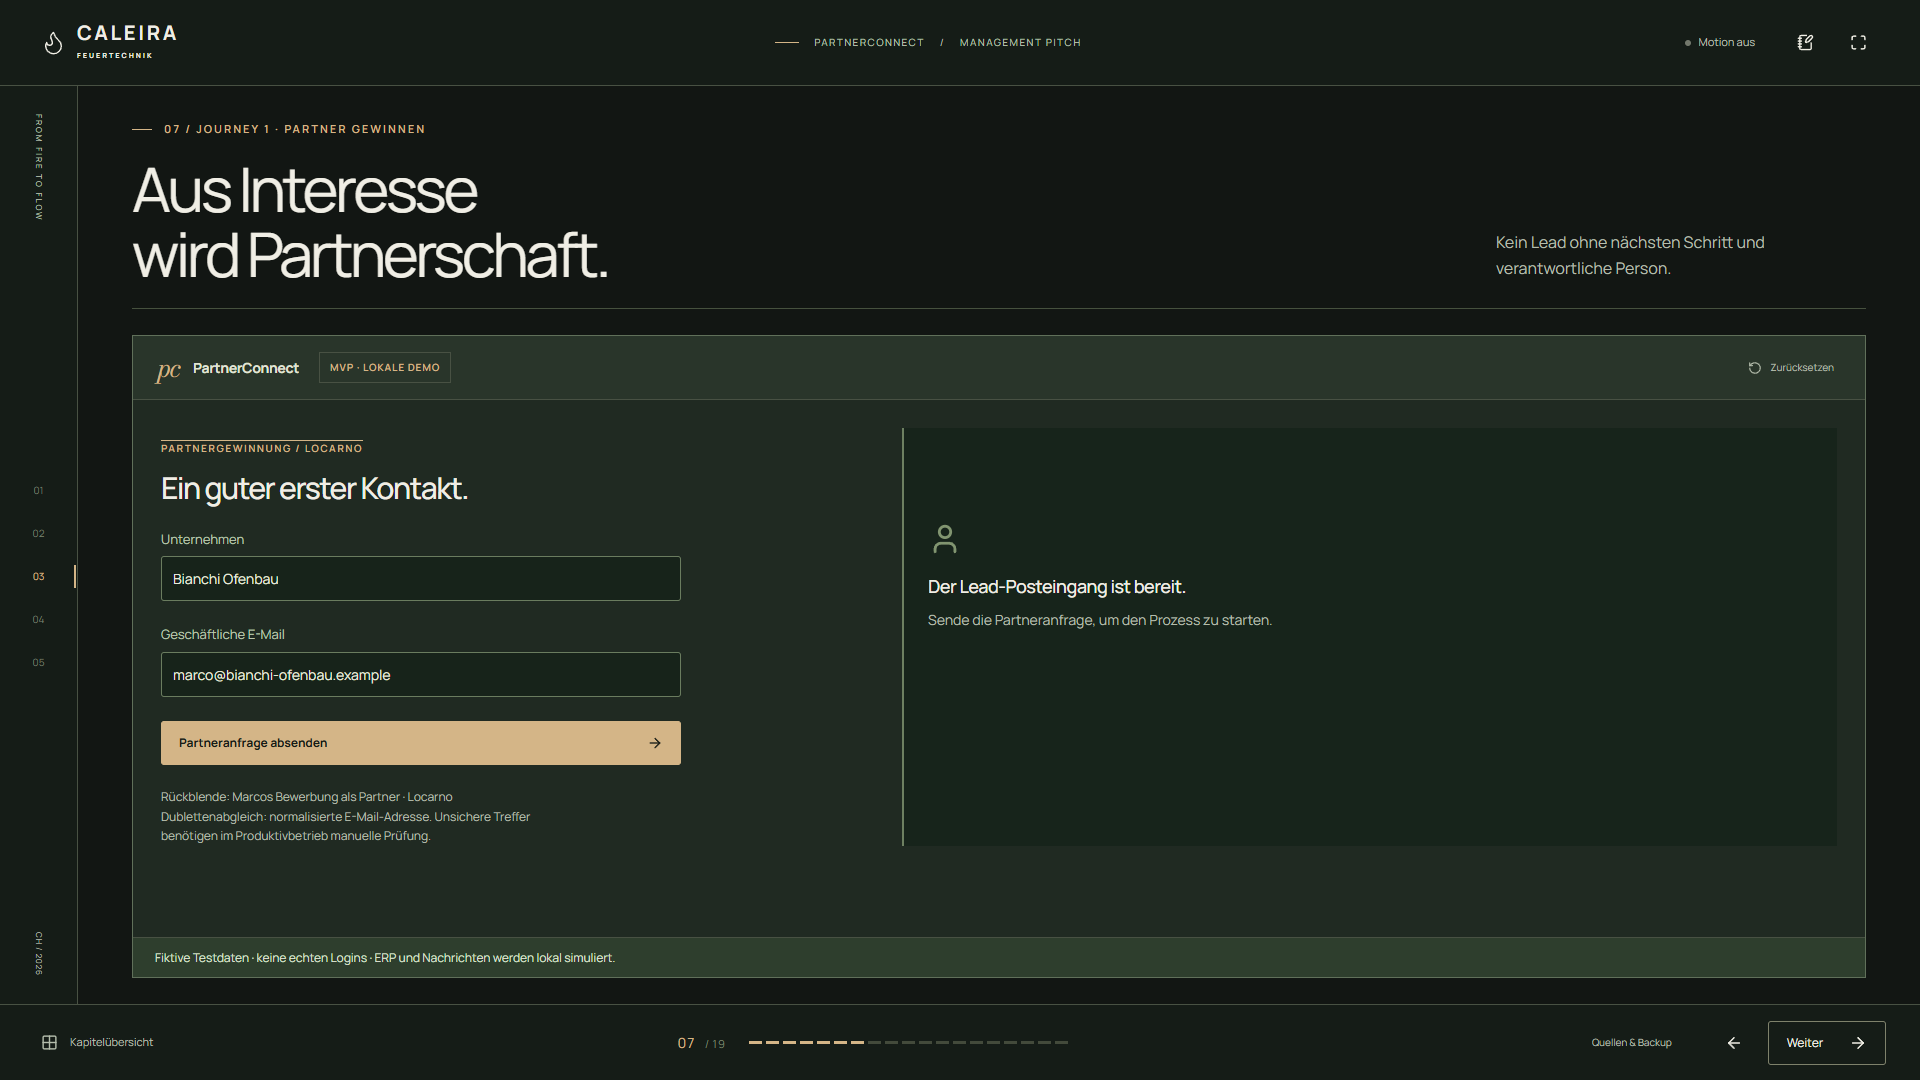 CALEIRA
FEUERTECHNIK
PARTNERCONNECT / MANAGEMENT PITCH
Motion aus
FROM FIRE TO FLOW
01
02
03
04
05
CH / 2026
07 / JOURNEY 1 · PARTNER GEWINNEN
Aus Interesse
wird Partnerschaft.
Kein Lead ohne nächsten Schritt und
verantwortliche Person.
pc PartnerConnect
MVP · LOKALE DEMO
Zurücksetzen
PARTNERGEWINNUNG / LOCARNO
Ein guter erster Kontakt.
Unternehmen
Bianchi Ofenbau
Geschäftliche E-Mail
marco@bianchi-ofenbau.example
Partneranfrage absenden
Rückblende: Marcos Bewerbung als Partner · Locarno
Dublettenabgleich: normalisierte E-Mail-Adresse. Unsichere Treffer
benötigen im Produktivbetrieb manuelle Prüfung.
Der Lead-Posteingang ist bereit.
Sende die Partneranfrage, um den Prozess zu starten.
Fiktive Testdaten · keine echten Logins · ERP und Nachrichten werden lokal simuliert.
Kapitelübersicht
07 / 19
Quellen & Backup
Weiter